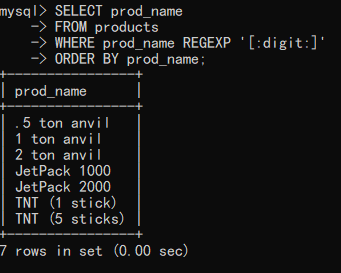 mysql> SELECT prod_name
-> FROM products
-> WHERE prod_name REGEXP '[:digit:]'
-> ORDER BY prod_name;
+----------------+
| prod_name      |
+----------------+
| .5 ton anvil   |
| 1 ton anvil    |
| 2 ton anvil    |
| JetPack 1000   |
| JetPack 2000   |
| TNT (1 stick)  |
| TNT (5 sticks) |
+----------------+
7 rows in set (0.00 sec)